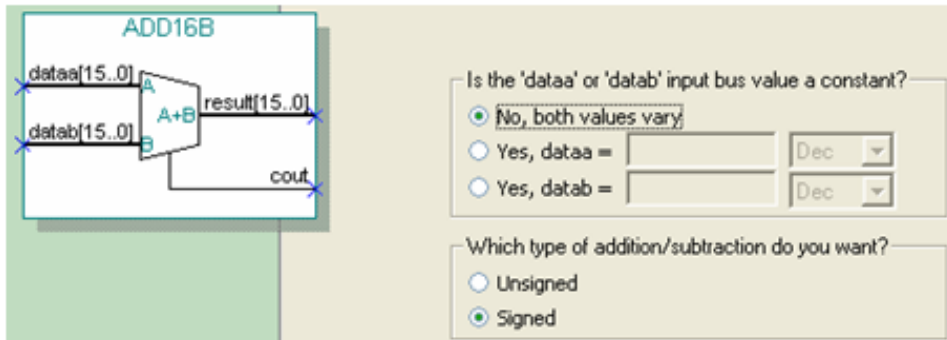 ADD16B
dataa[15..0]
A
result[15..0]
A+B
datab[15..0]
B
cout
Is the 'dataa' or 'datab' input bus value a constant?
No, both values vary
Yes, dataa =
Dec
Yes, datab =
Dec
Which type of addition/subtraction do you want?
Unsigned
Signed